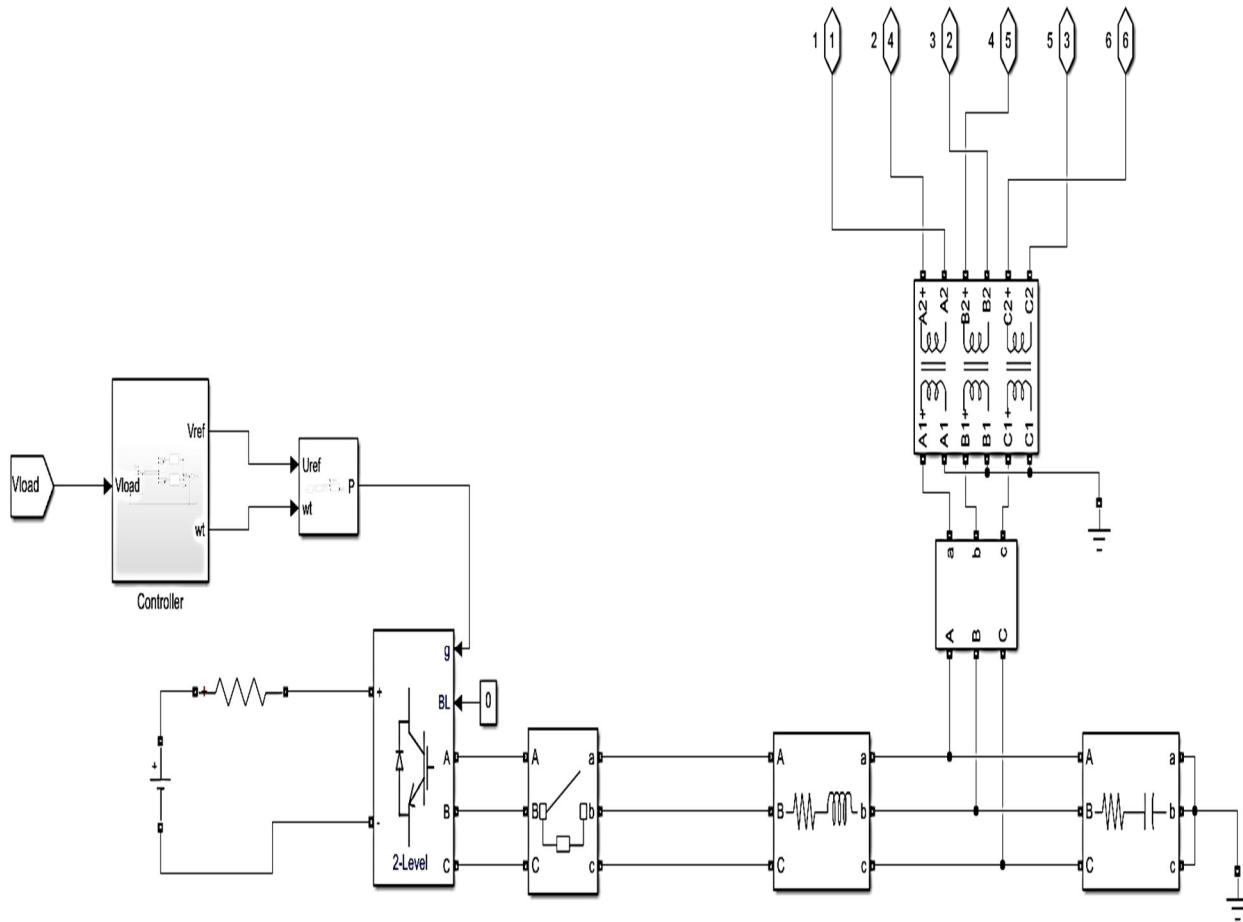 1 1 2 4 3 2 4 5 5 3 6 6
A2+ A2 B2+ B2 C2+ C2
A1+ A1 B1+ B1 C1+ C1
Vload
Vload
Vref
wt
Controller
Uref
wt
P
a b c
A B C
g
BL
0
+
-
A
B
C
2-Level
+
+
A a
B b
C c
A a
B b
C c
A a
B b
C c